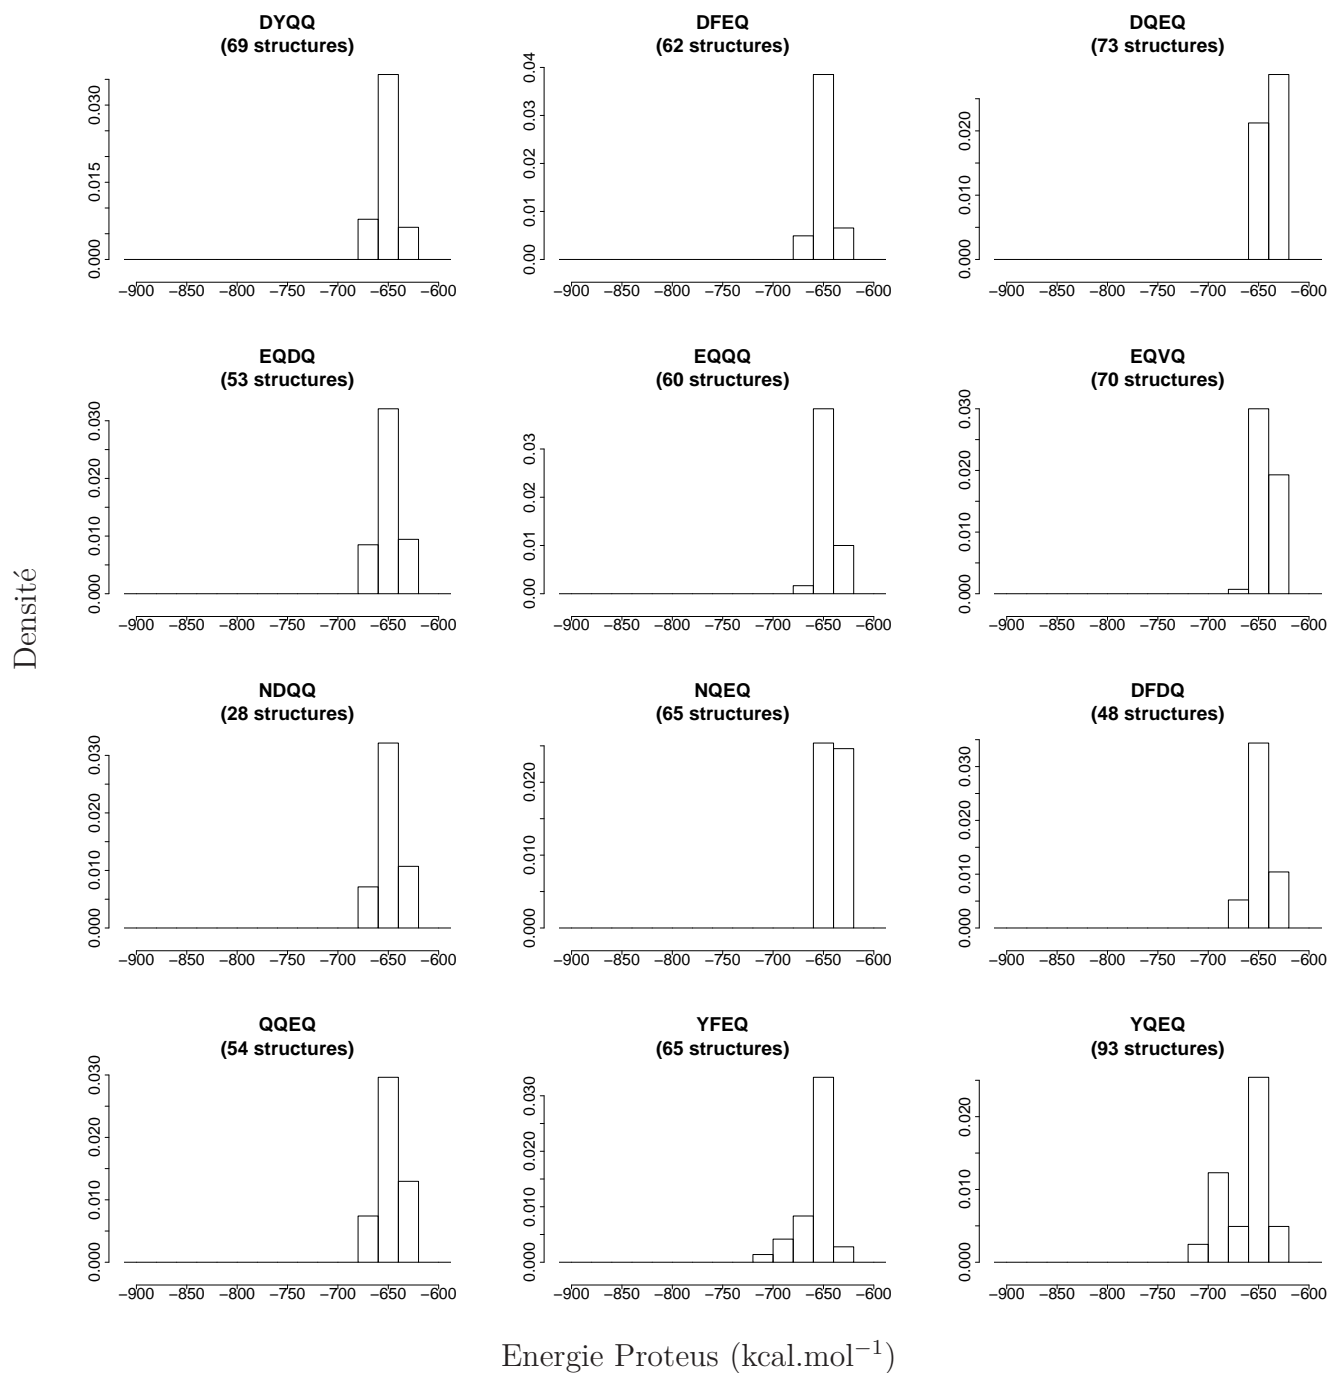 DYQQ
(69 structures)
0.000 0.015 0.030
−900 −850 −800 −750 −700 −650 −600
DFEQ
(62 structures)
0.00 0.01 0.02 0.03 0.04
−900 −850 −800 −750 −700 −650 −600
DQEQ
(73 structures)
0.000 0.010 0.020
−900 −850 −800 −750 −700 −650 −600
EQDQ
(53 structures)
0.000 0.010 0.020 0.030
−900 −850 −800 −750 −700 −650 −600
EQQQ
(60 structures)
0.00 0.01 0.02 0.03
−900 −850 −800 −750 −700 −650 −600
EQVQ
(70 structures)
0.000 0.010 0.020 0.030
−900 −850 −800 −750 −700 −650 −600
Densité
NDQQ
(28 structures)
0.000 0.010 0.020 0.030
−900 −850 −800 −750 −700 −650 −600
NQEQ
(65 structures)
0.000 0.010 0.020
−900 −850 −800 −750 −700 −650 −600
DFDQ
(48 structures)
0.000 0.010 0.020 0.030
−900 −850 −800 −750 −700 −650 −600
QQEQ
(54 structures)
0.000 0.010 0.020 0.030
−900 −850 −800 −750 −700 −650 −600
YFEQ
(65 structures)
0.000 0.010 0.020 0.030
−900 −850 −800 −750 −700 −650 −600
YQEQ
(93 structures)
0.000 0.010 0.020
−900 −850 −800 −750 −700 −650 −600
Energie Proteus (kcal.mol⁻¹)